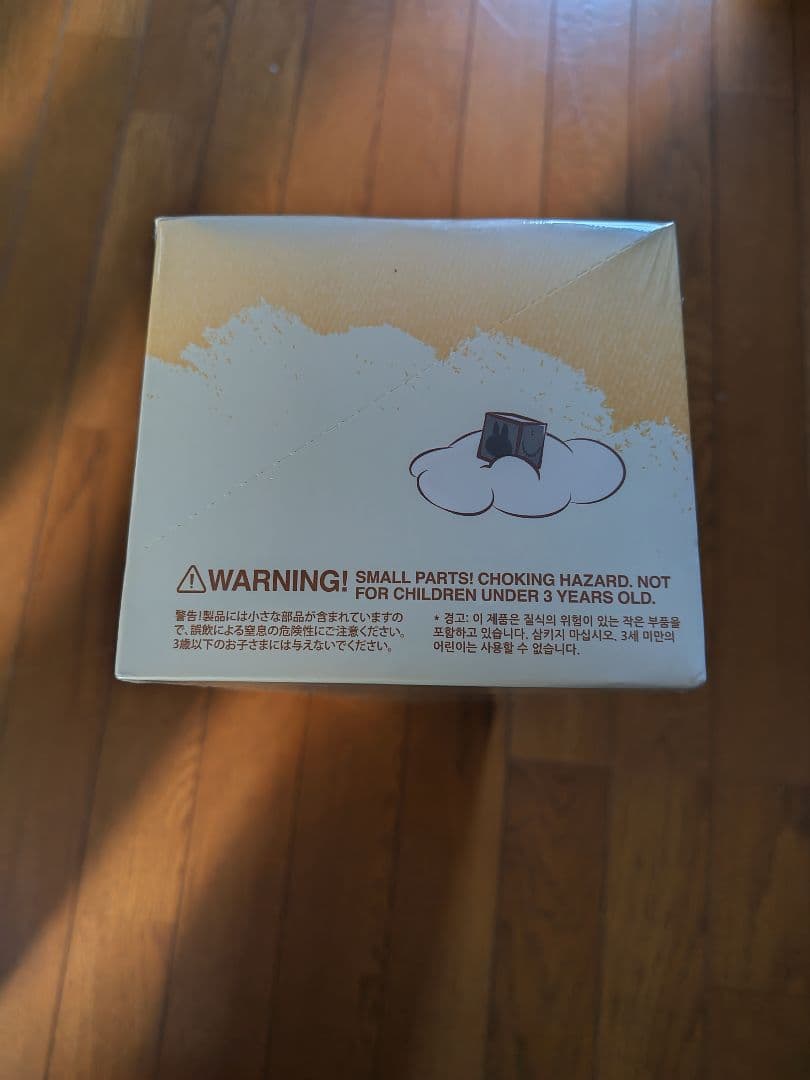 WARNING! SMALL PARTS! CHOKING HAZARD. NOT
FOR CHILDREN UNDER 3 YEARS OLD.
警告!製品には小さな部品が含まれていますの
で、誤飲による窒息の危険性にご注意ください。
3歳以下のお子さまには与えないでください。
* 경고: 이 제품은 질식의 위험이 있는 작은 부품을
포함하고 있습니다. 삼키지 마십시오. 3세 미만의
어린이는 사용할 수 없습니다.